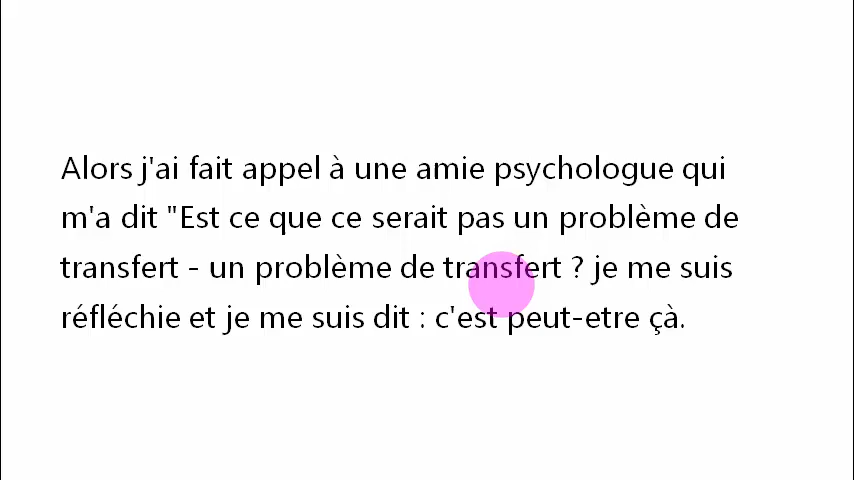 Alors j'ai fait appel à une amie psychologue qui
m'a dit "Est ce que ce serait pas un problème de
transfert - un problème de transfert ? je me suis
réfléchie et je me suis dit : c'est peut-etre çà.